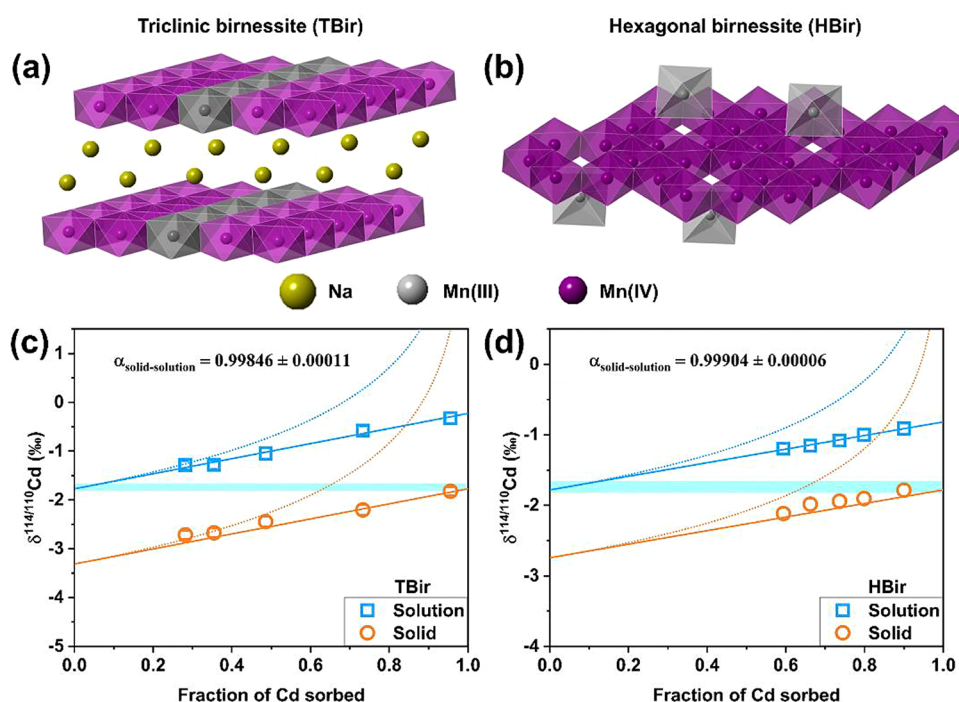 Triclinic birnessite (TBir)
Hexagonal birnessite (HBir)
(a)
(b)
Na
Mn(III)
Mn(IV)
(c)
α solid-solution = 0.99846 ± 0.00011
1
0
-1
-2
-3
-4
-5
δ114/110Cd (‰)
TBir
Solution
Solid
0.0 0.2 0.4 0.6 0.8 1.0
Fraction of Cd sorbed
(d)
α solid-solution = 0.99904 ± 0.00006
0
-1
-2
-3
-4
δ114/110Cd (‰)
HBir
Solution
Solid
0.0 0.2 0.4 0.6 0.8 1.0
Fraction of Cd sorbed